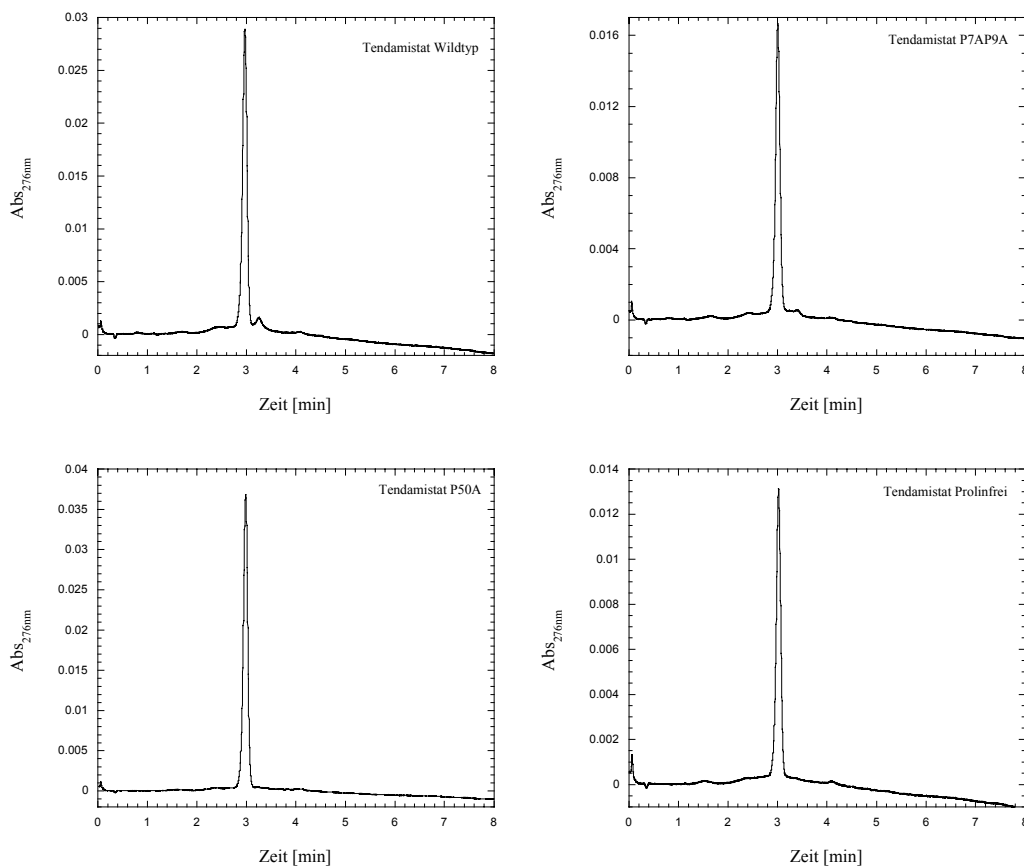 0.03
0.025
0.02
0.015
0.01
0.005
0
Abs276nm
Tendamistat Wildtyp
0 1 2 3 4 5 6 7 8
Zeit [min]
0.016
0.012
0.008
0.004
0
Abs276nm
Tendamistat P7AP9A
0 1 2 3 4 5 6 7 8
Zeit [min]
0.04
0.035
0.03
0.025
0.02
0.015
0.01
0.005
0
Abs276nm
Tendamistat P50A
0 1 2 3 4 5 6 7 8
Zeit [min]
0.014
0.012
0.01
0.008
0.006
0.004
0.002
0
Abs276nm
Tendamistat Prolinfrei
0 1 2 3 4 5 6 7 8
Zeit [min]